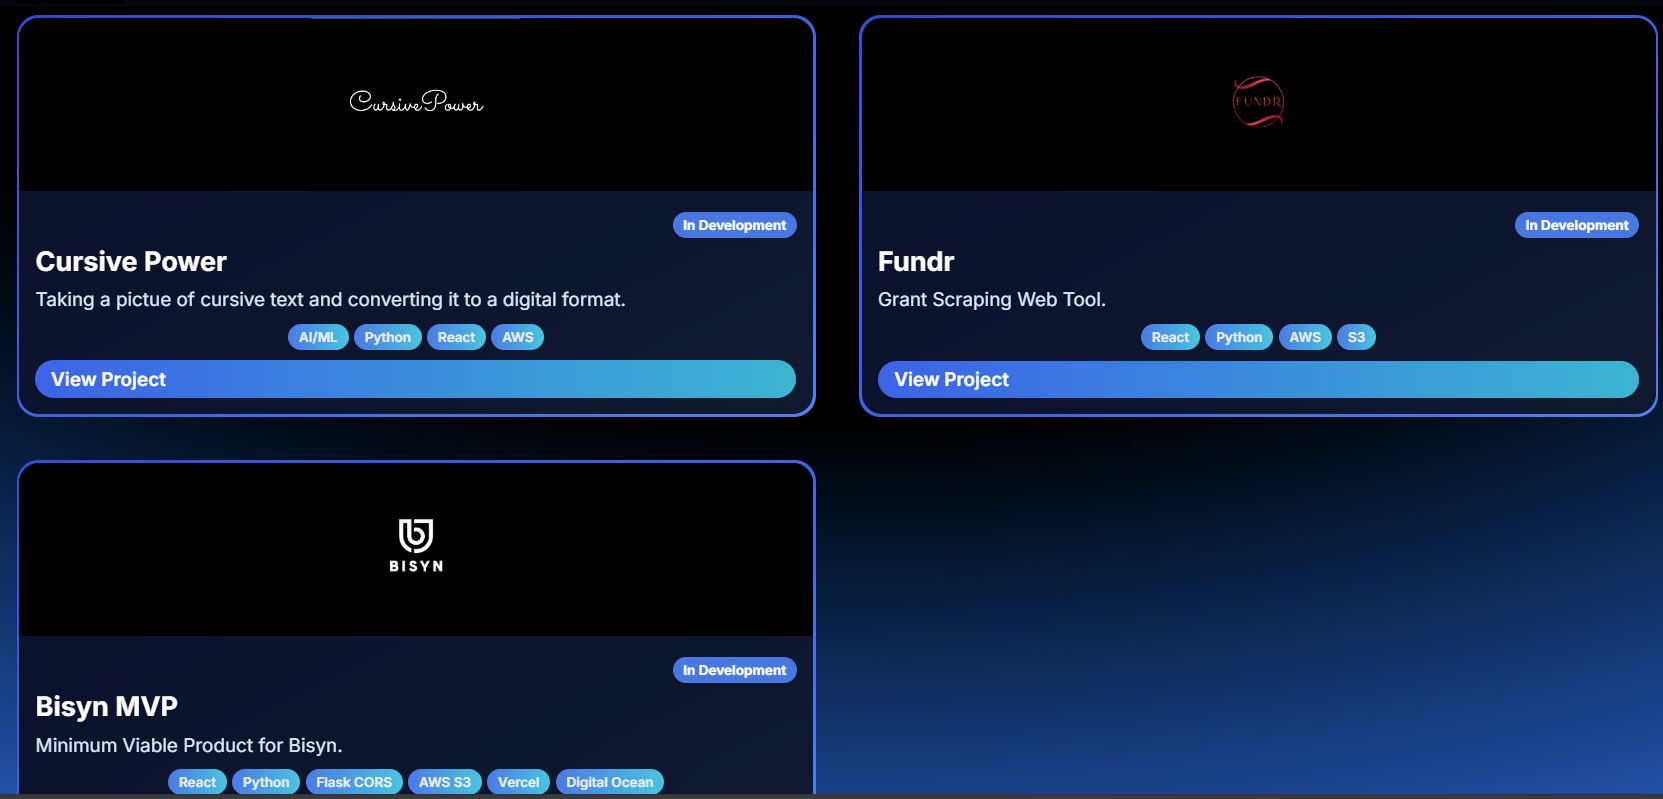 CursivePower
In Development
Cursive Power
Taking a pictue of cursive text and converting it to a digital format.
AI/ML Python React AWS
View Project
FUNDR
In Development
Fundr
Grant Scraping Web Tool.
React Python AWS S3
View Project
BISYN
In Development
Bisyn MVP
Minimum Viable Product for Bisyn.
React Python Flask CORS AWS S3 Vercel Digital Ocean